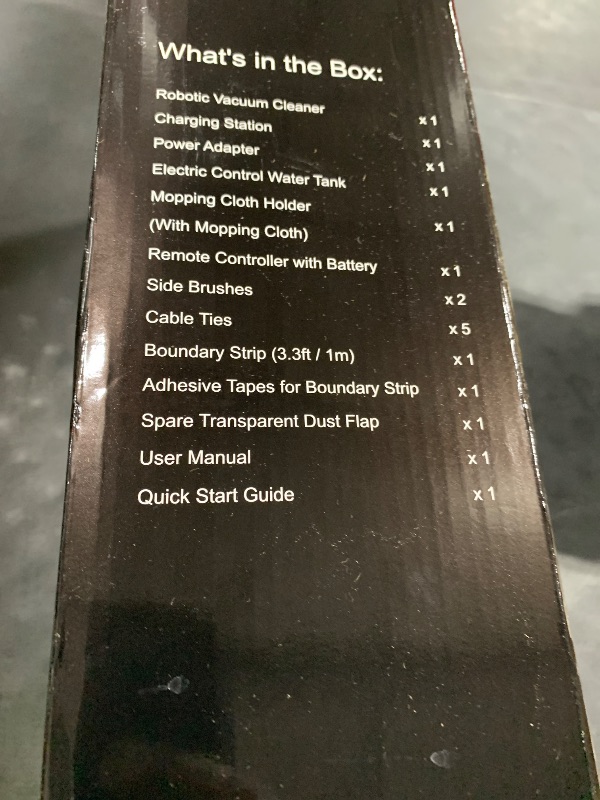 What's in the Box:
Robotic Vacuum Cleaner x 1
Charging Station x 1
Power Adapter x 1
Electric Control Water Tank x 1
Mopping Cloth Holder
(With Mopping Cloth) x 1
Remote Controller with Battery x 1
Side Brushes x 2
Cable Ties x 5
Boundary Strip (3.3ft / 1m) x 1
Adhesive Tapes for Boundary Strip x 1
Spare Transparent Dust Flap x 1
User Manual x 1
Quick Start Guide x 1